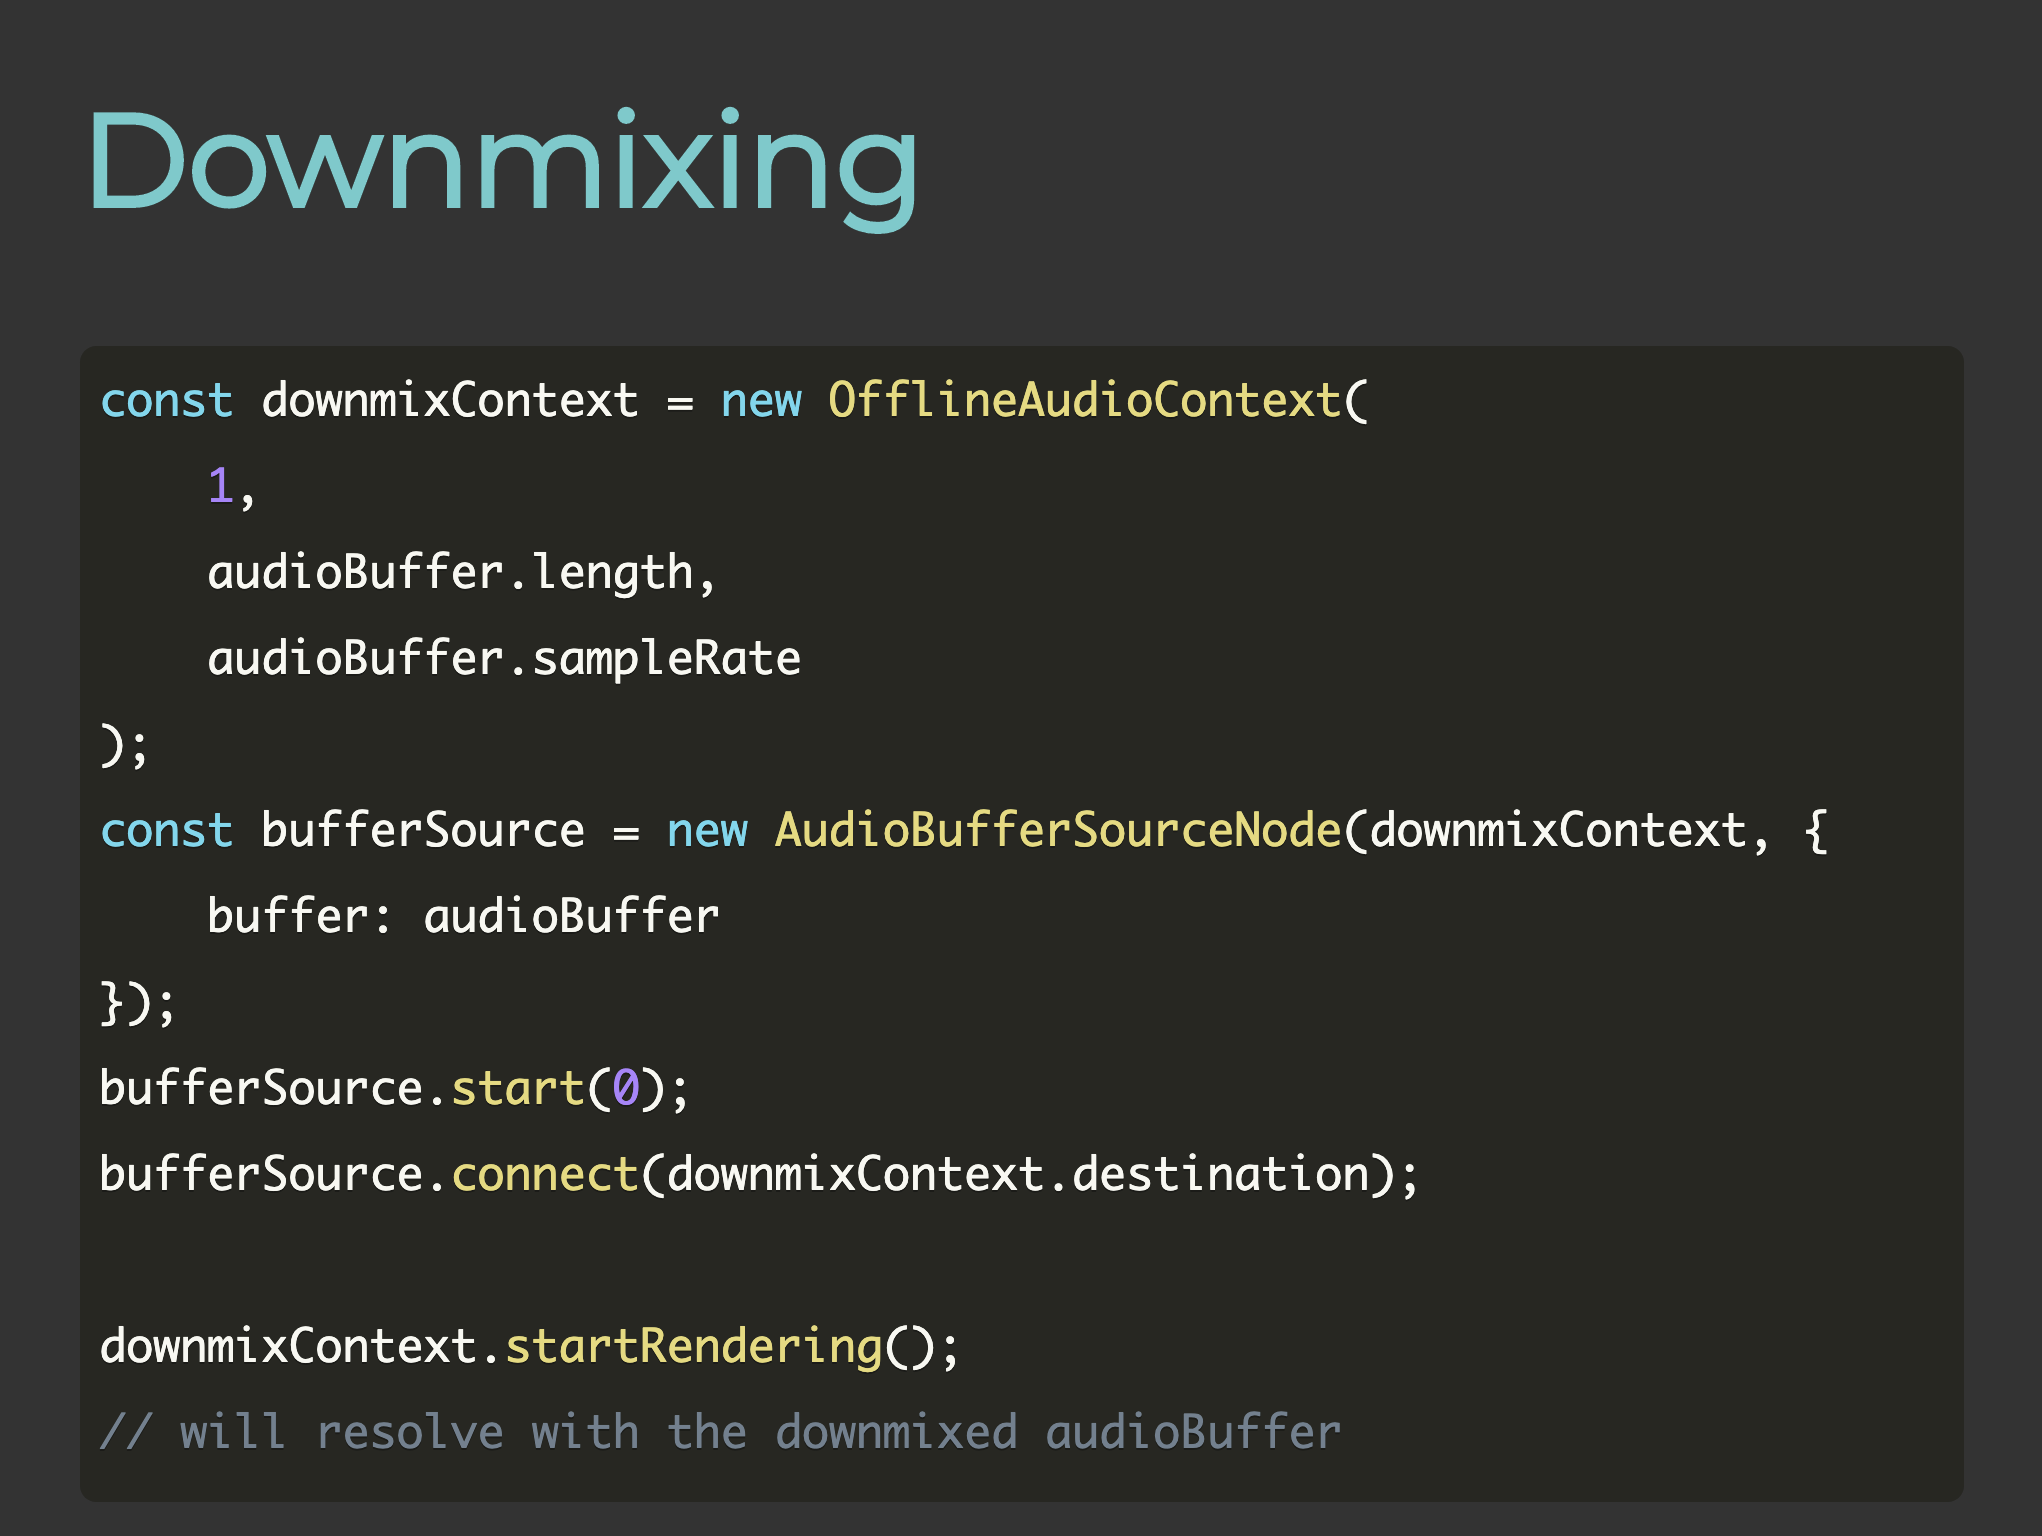 Downmixing
const downmixContext = new OfflineAudioContext(
    1,
    audioBuffer.length,
    audioBuffer.sampleRate
);
const bufferSource = new AudioBufferSourceNode(downmixContext, {
    buffer: audioBuffer
});
bufferSource.start(0);
bufferSource.connect(downmixContext.destination);

downmixContext.startRendering();
// will resolve with the downmixed audioBuffer